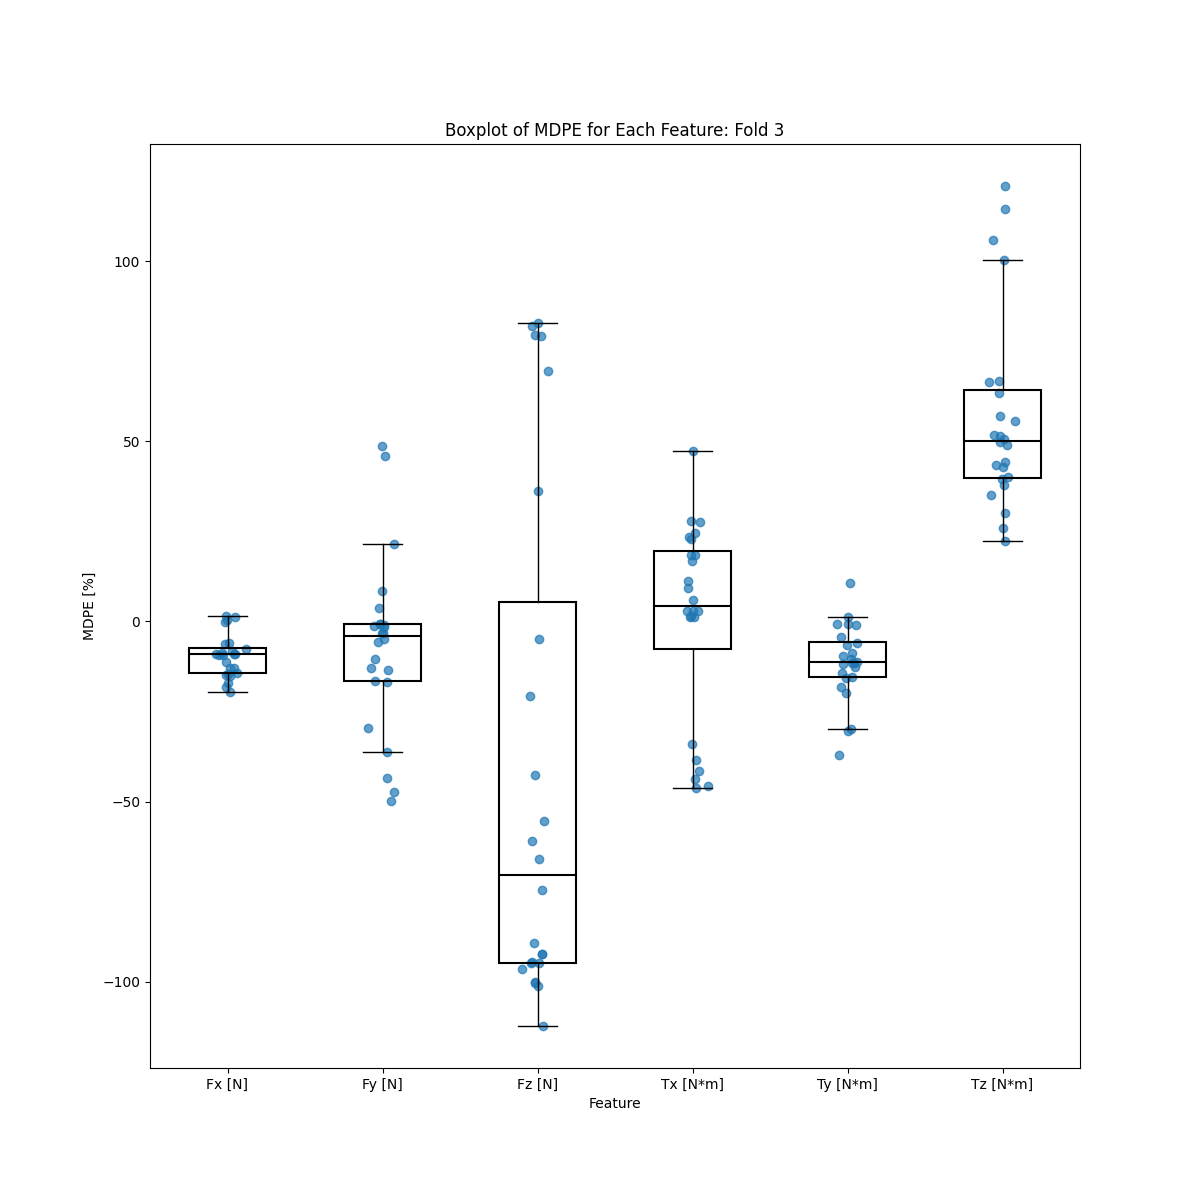 Boxplot of MDPE for Each Feature: Fold 3
MDPE [%]
100
50
0
−50
−100
Fx [N]
Fy [N]
Fz [N]
Tx [N*m]
Ty [N*m]
Tz [N*m]
Feature